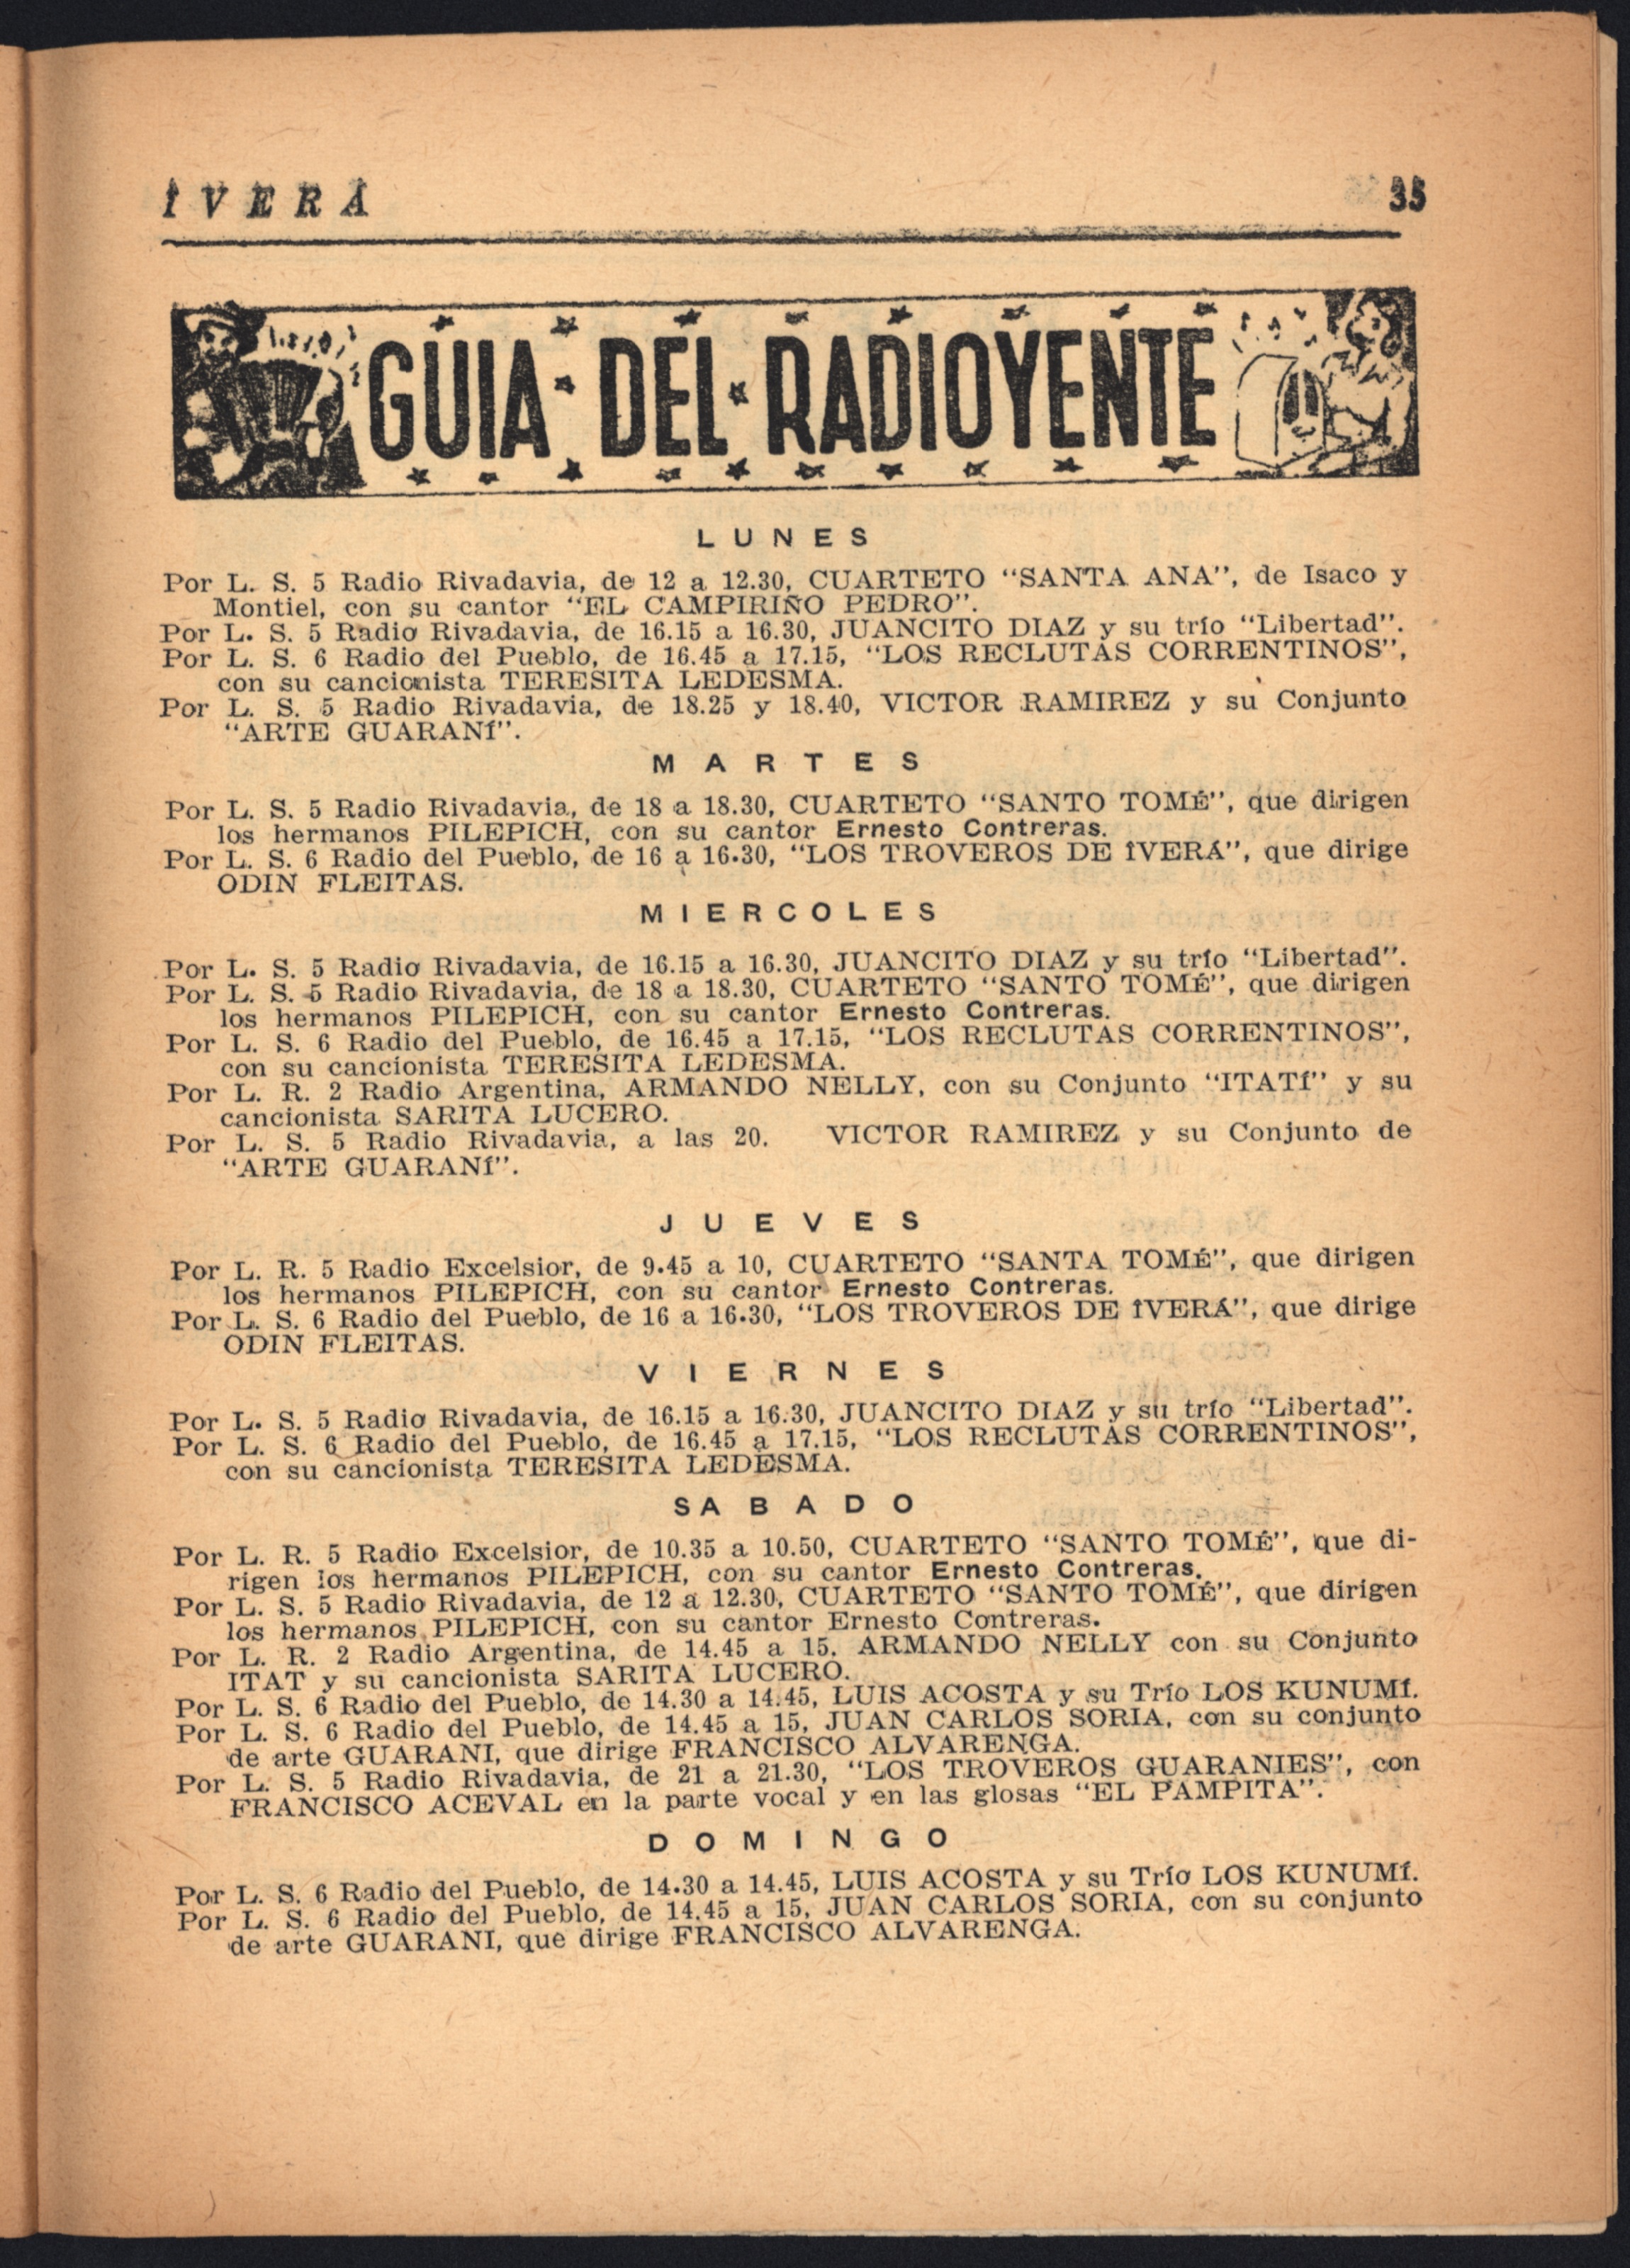 ÎVERÁ
35
GUIA DEL RADIOYENTE
LUNES
Por L. S. 5 Radio Rivadavia, de 12 a 12.30, CUARTETO “SANTA ANA”, de Isaco y
Montiel, con su cantor “EL CAMPIRIÑO PEDRO”.
Por L. S. 5 Radio Rivadavia, de 16.15 a 16.30, JUANCITO DIAZ y su trío “Libertad”.
Por L. S. 6 Radio del Pueblo, de 16.45 a 17.15, “LOS RECLUTAS CORRENTINOS”,
con su cancionista TERESITA LEDESMA.
Por L. S. 5 Radio Rivadavia, de 18.25 y 18.40, VICTOR RAMIREZ y su Conjunto
“ARTE GUARANÍ”.
MARTES
Por L. S. 5 Radio Rivadavia, de 18 a 18.30, CUARTETO “SANTO TOMÉ”, que dirigen
los hermanos PILEPICH, con su cantor Ernesto Contreras.
Por L. S. 6 Radio del Pueblo, de 16 a 16.30, “LOS TROVEROS DE ÎVERÁ”, que dirige
ODIN FLEITAS.
MIERCOLES
Por L. S. 5 Radio Rivadavia, de 16.15 a 16.30, JUANCITO DIAZ y su trío “Libertad”.
Por L. S. 5 Radio Rivadavia, de 18 a 18.30, CUARTETO “SANTO TOMÉ”, que dirigen
los hermanos PILEPICH, con su cantor Ernesto Contreras.
Por L. S. 6 Radio del Pueblo, de 16.45 a 17.15, “LOS RECLUTAS CORRENTINOS”,
con su cancionista TERESITA LEDESMA.
Por L. R. 2 Radio Argentina, ARMANDO NELLY, con su Conjunto “ITATÍ” y su
cancionista SARITA LUCERO.
Por L. S. 5 Radio Rivadavia, a las 20. VICTOR RAMIREZ y su Conjunto de
“ARTE GUARANÍ”.
JUEVES
Por L. R. 5 Radio Excelsior, de 9.45 a 10, CUARTETO “SANTA TOMÉ”, que dirigen
los hermanos PILEPICH, con su cantor Ernesto Contreras.
Por L. S. 6 Radio del Pueblo, de 16 a 16.30, “LOS TROVEROS DE ÎVERÁ”, que dirige
ODIN FLEITAS.
VIERNES
Por L. S. 5 Radio Rivadavia, de 16.15 a 16.30, JUANCITO DIAZ y su trío “Libertad”.
Por L. S. 6 Radio del Pueblo, de 16.45 a 17.15, “LOS RECLUTAS CORRENTINOS”,
con su cancionista TERESITA LEDESMA.
SABADO
Por L. R. 5 Radio Excelsior, de 10.35 a 10.50, CUARTETO “SANTO TOMÉ”, que di-
rigen los hermanos PILEPICH, con su cantor Ernesto Contreras.
Por L. S. 5 Radio Rivadavia, de 12 a 12.30, CUARTETO “SANTO TOMÉ”, que dirigen
los hermanos PILEPICH, con su cantor Ernesto Contreras.
Por L. R. 2 Radio Argentina, de 14.45 a 15, ARMANDO NELLY con su Conjunto
ITAT y su cancionista SARITA LUCERO.
Por L. S. 6 Radio del Pueblo, de 14.30 a 14.45, LUIS ACOSTA y su Trío LOS KUNUMÍ.
Por L. S. 6 Radio del Pueblo, de 14.45 a 15, JUAN CARLOS SORIA, con su conjunto
de arte GUARANI, que dirige FRANCISCO ALVARENGA.
Por L. S. 5 Radio Rivadavia, de 21 a 21.30, “LOS TROVEROS GUARANIES”, con
FRANCISCO ACEVAL en la parte vocal y en las glosas “EL PAMPITA”.
DOMINGO
Por L. S. 6 Radio del Pueblo, de 14.30 a 14.45, LUIS ACOSTA y su Trío LOS KUNUMÍ.
Por L. S. 6 Radio del Pueblo, de 14.45 a 15, JUAN CARLOS SORIA, con su conjunto
de arte GUARANI, que dirige FRANCISCO ALVARENGA.